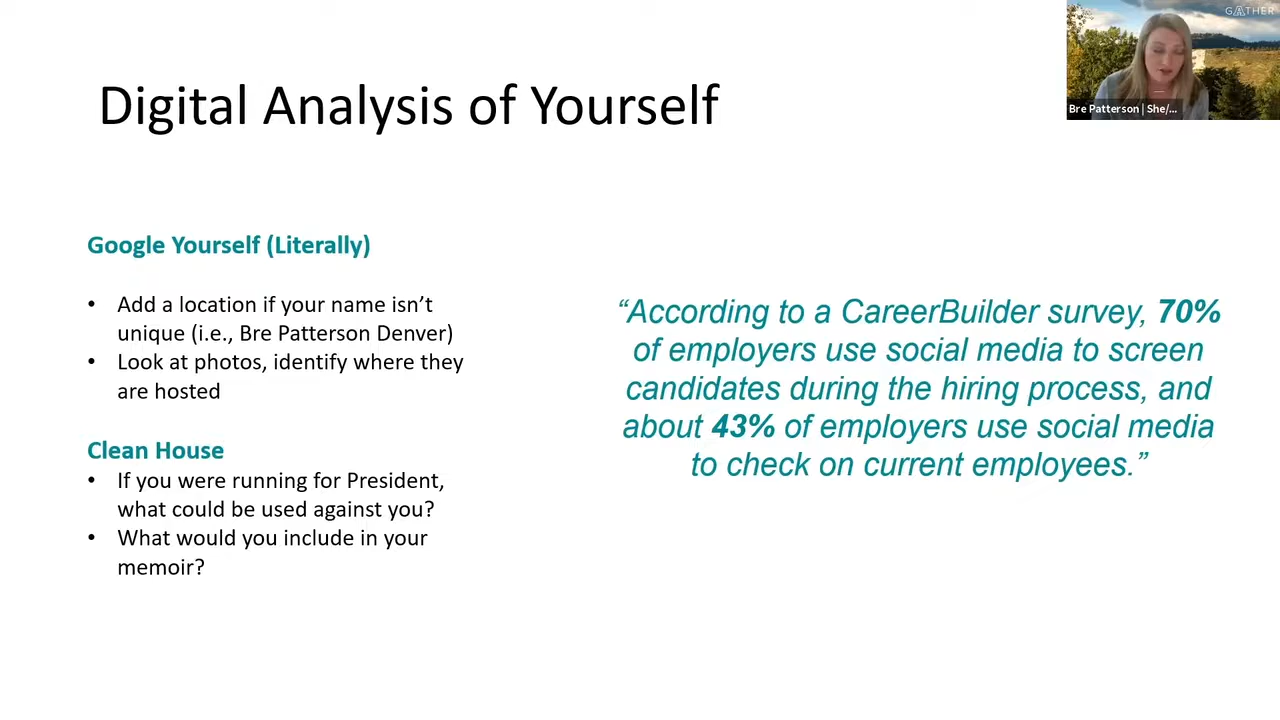 GATHER
Bre Patterson | She/...
Digital Analysis of Yourself
Google Yourself (Literally)
• Add a location if your name isn’t
unique (i.e., Bre Patterson Denver)
• Look at photos, identify where they
are hosted
Clean House
• If you were running for President,
what could be used against you?
• What would you include in your
memoir?
“According to a CareerBuilder survey, 70%
of employers use social media to screen
candidates during the hiring process, and
about 43% of employers use social media
to check on current employees.”